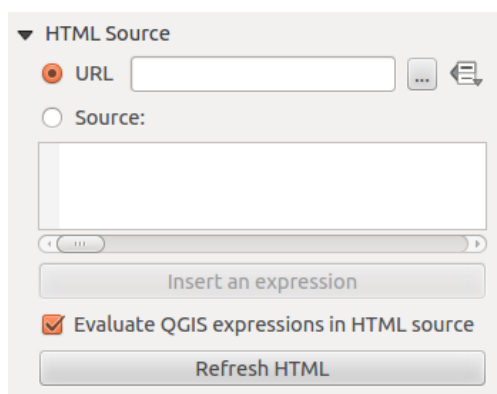 HTML Source
URL ...
Source:
Insert an expression
Evaluate QGIS expressions in HTML source
Refresh HTML